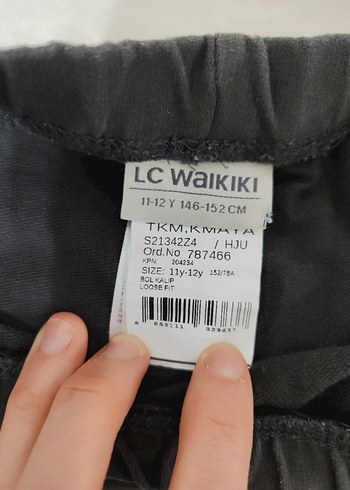 LC WAIKIKI
11-12 Y 146-152 CM
TKM,KMAYA
S21342Z4 / HJU
Ord.No 787466
KPN 204234
SIZE: 11y-12y 152/78A
BOL KALIP
LOOSE FIT